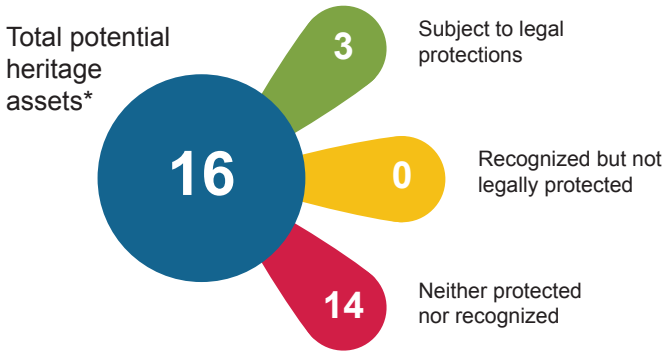 Total potential
heritage
assets*
16
3
Subject to legal
protections
0
Recognized but not
legally protected
14
Neither protected
nor recognized